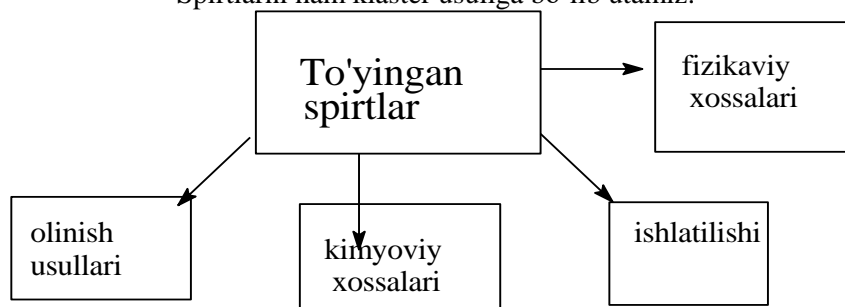 To'yingan
spirtlar
fizikaviy
xossalari
olinish
usullari
kimyoviy
xossalari
ishlatilishi